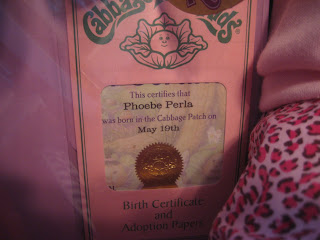 Cabbage
This certifies that
Phoebe Perla
was born in the Cabbage Patch on
May 19th
Birth Certificate
and
Adoption Papers